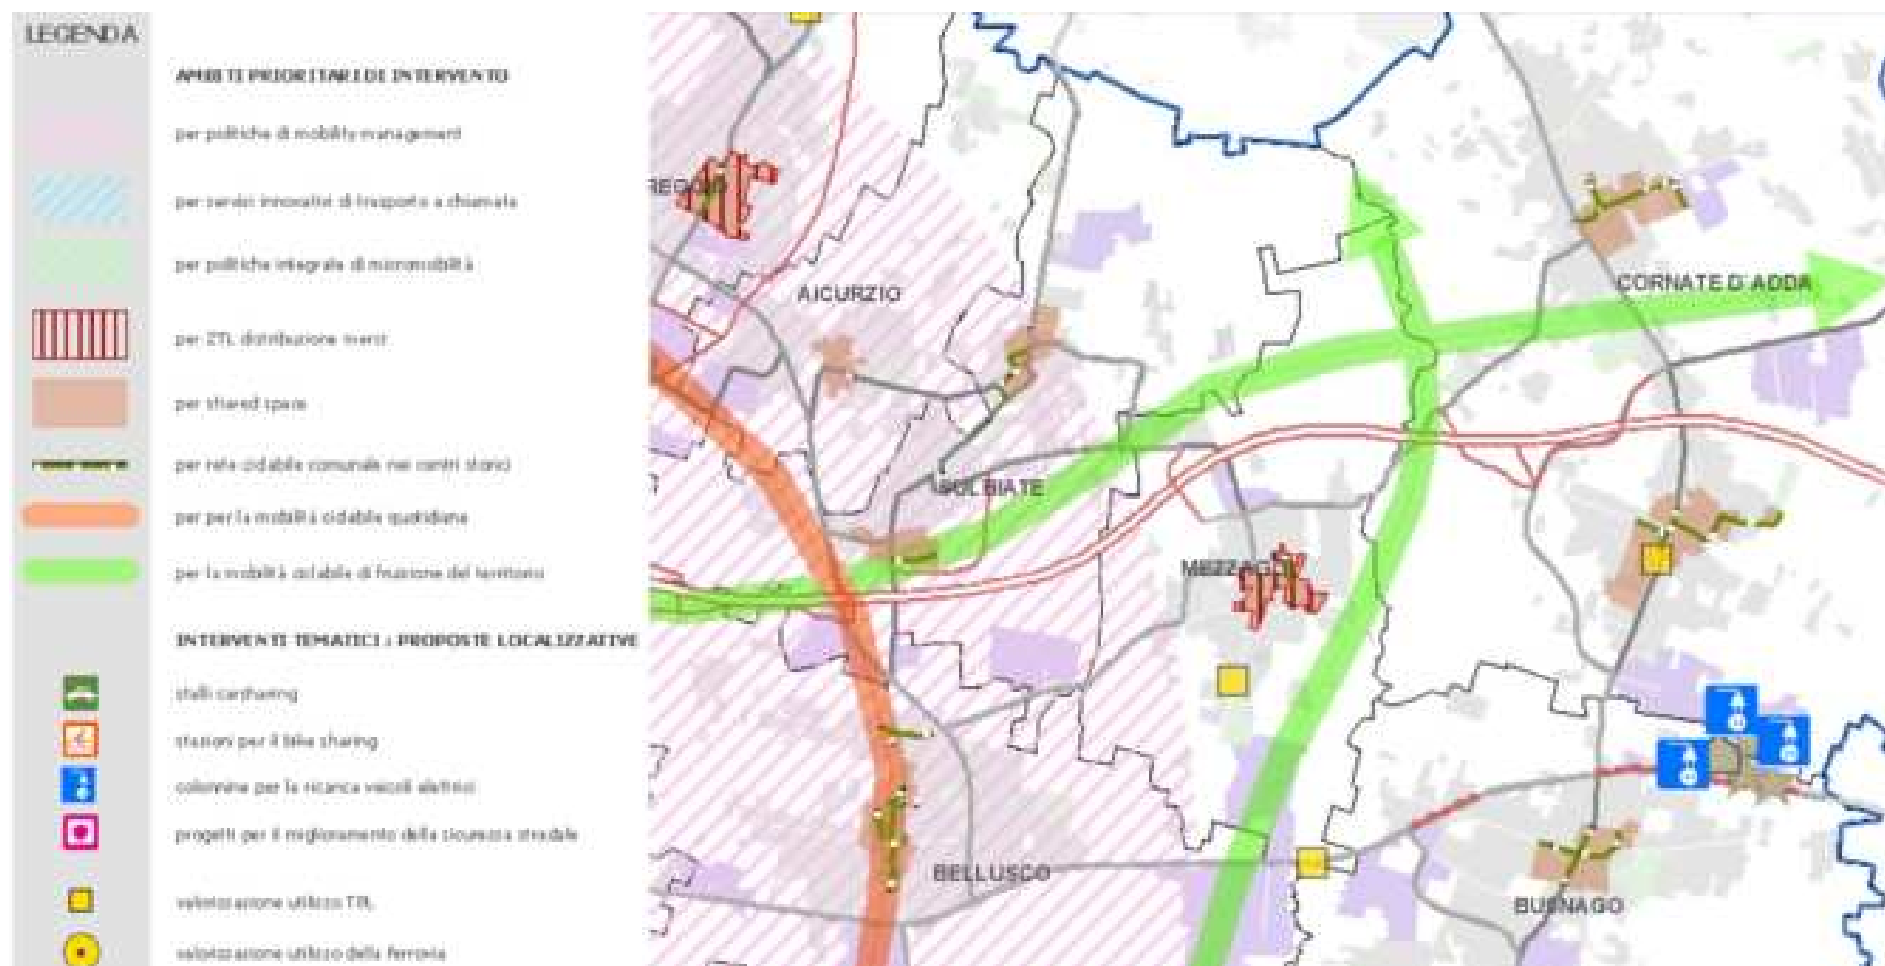 LEGENDA
AMBITI PRIORITARI DI INTERVENTO
per politiche di mobility management
per servizi innovativi di trasporto a chiamata
per politiche integrate di micromobilità
per ZTL distribuzione merci
per shared space
per rete ciclabile comunale nei centri storici
per per la mobilità ciclabile quotidiana
per la mobilità ciclabile di fruizione del territorio
INTERVENTI TEMATICI : PROPOSTE LOCALIZZATIVE
stalli carsharing
stazioni per il bike sharing
colonnine per la ricarica veicoli elettrici
progetti per il miglioramento della sicurezza stradale
valorizzazione utilizzo TPL
valorizzazione utilizzo della ferrovia
REGGIO
AICURZIO
CORNATE D'ADDA
SULBIATE
MEZZAGO
BELLUSCO
BUSNAGO